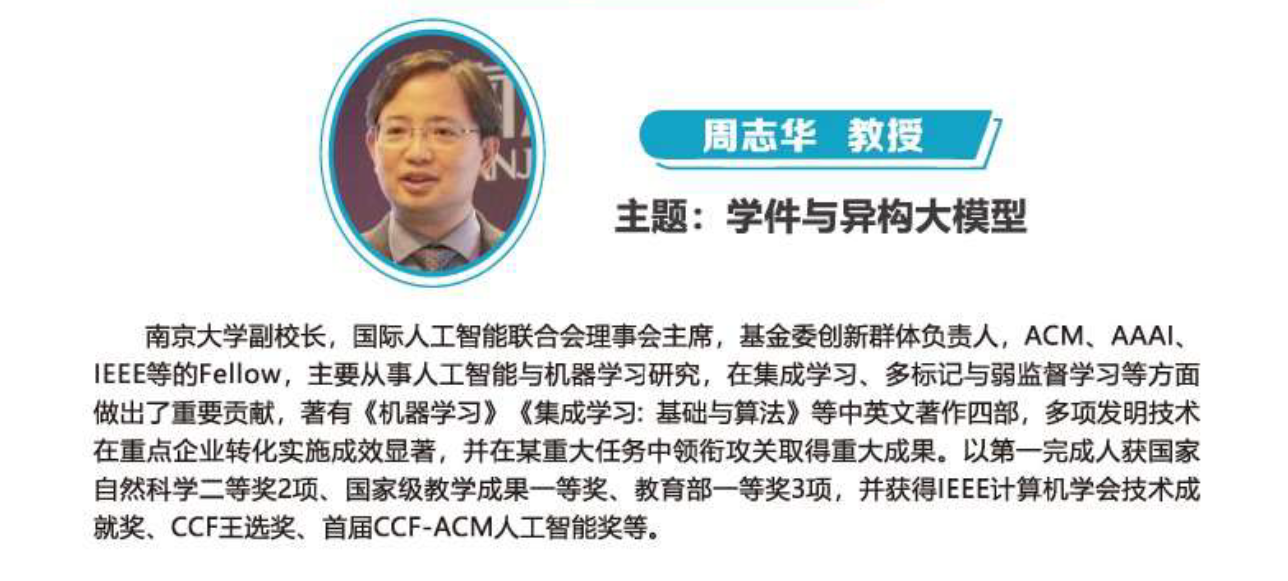 周志华 教授
主题：学件与异构大模型
南京大学副校长，国际人工智能联合会理事会主席，基金委创新群体负责人，ACM、AAAI、
IEEE等的Fellow，主要从事人工智能与机器学习研究，在集成学习、多标记与弱监督学习等方面
做出了重要贡献，著有《机器学习》《集成学习: 基础与算法》等中英文著作四部，多项发明技术
在重点企业转化实施成效显著，并在某重大任务中领衔攻关取得重大成果。以第一完成人获国家
自然科学二等奖2项、国家级教学成果一等奖、教育部一等奖3项，并获得IEEE计算机学会技术成
就奖、CCF王选奖、首届CCF-ACM人工智能奖等。